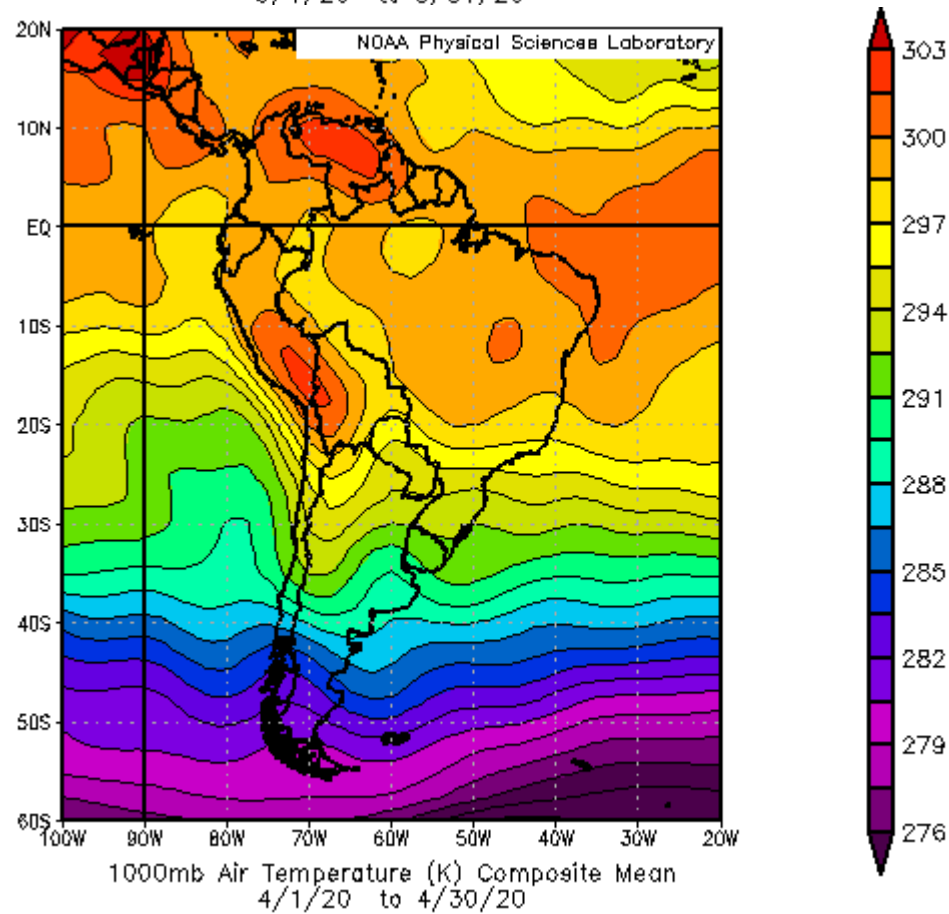 NOAA Physical Sciences Laboratory
20N
10N
EQ
10S
20S
30S
40S
50S
60S
100W 90W 80W 70W 60W 50W 40W 30W 20W
303
300
297
294
291
288
285
282
279
276
1000mb Air Temperature (K) Composite Mean
4/1/20 to 4/30/20